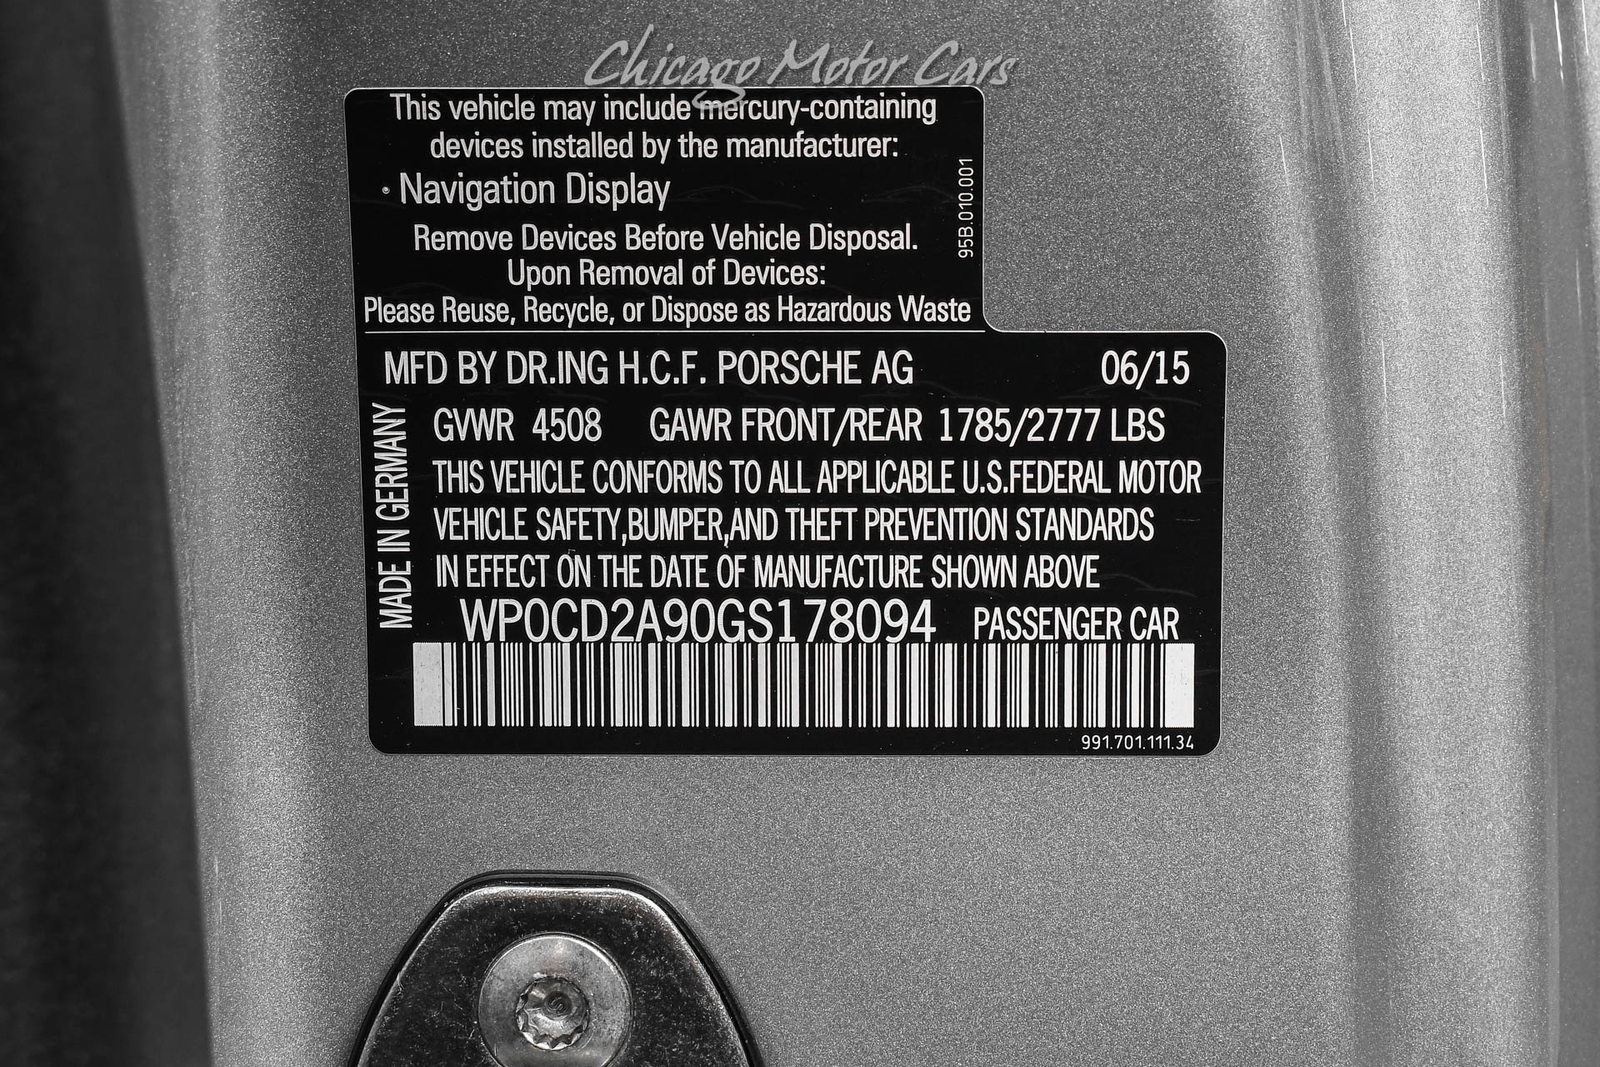 Chicago Motor Cars
This vehicle may include mercury-containing
devices installed by the manufacturer:
• Navigation Display
Remove Devices Before Vehicle Disposal.
Upon Removal of Devices:
Please Reuse, Recycle, or Dispose as Hazardous Waste
95B.010.001
MFD BY DR.ING H.C.F. PORSCHE AG 06/15
GVWR 4508 GAWR FRONT/REAR 1785/2777 LBS
THIS VEHICLE CONFORMS TO ALL APPLICABLE U.S.FEDERAL MOTOR
VEHICLE SAFETY,BUMPER,AND THEFT PREVENTION STANDARDS
IN EFFECT ON THE DATE OF MANUFACTURE SHOWN ABOVE
MADE IN GERMANY
WP0CD2A90GS178094 PASSENGER CAR
991.701.111.34